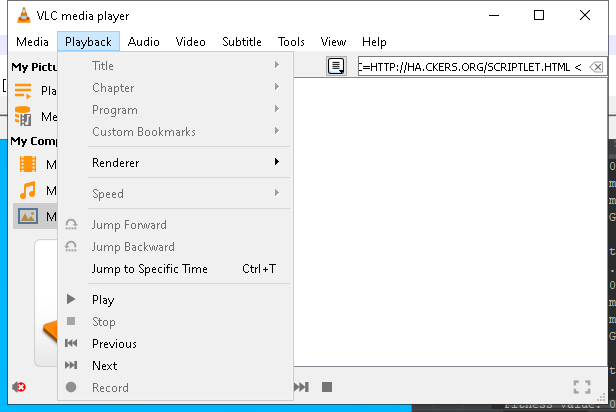 VLC media player
Media Playback Audio Video Subtitle Tools View Help
My Pictu
C=HTTP://HA.CKERS.ORG/SCRIPTLET.HTML <
Title
Pla
Chapter
Program
Me
Custom Bookmarks
My Comp
Renderer
M
Speed
M
M
Jump Forward
Jump Backward
Jump to Specific Time Ctrl+T
Play
Stop
Previous
Next
Record